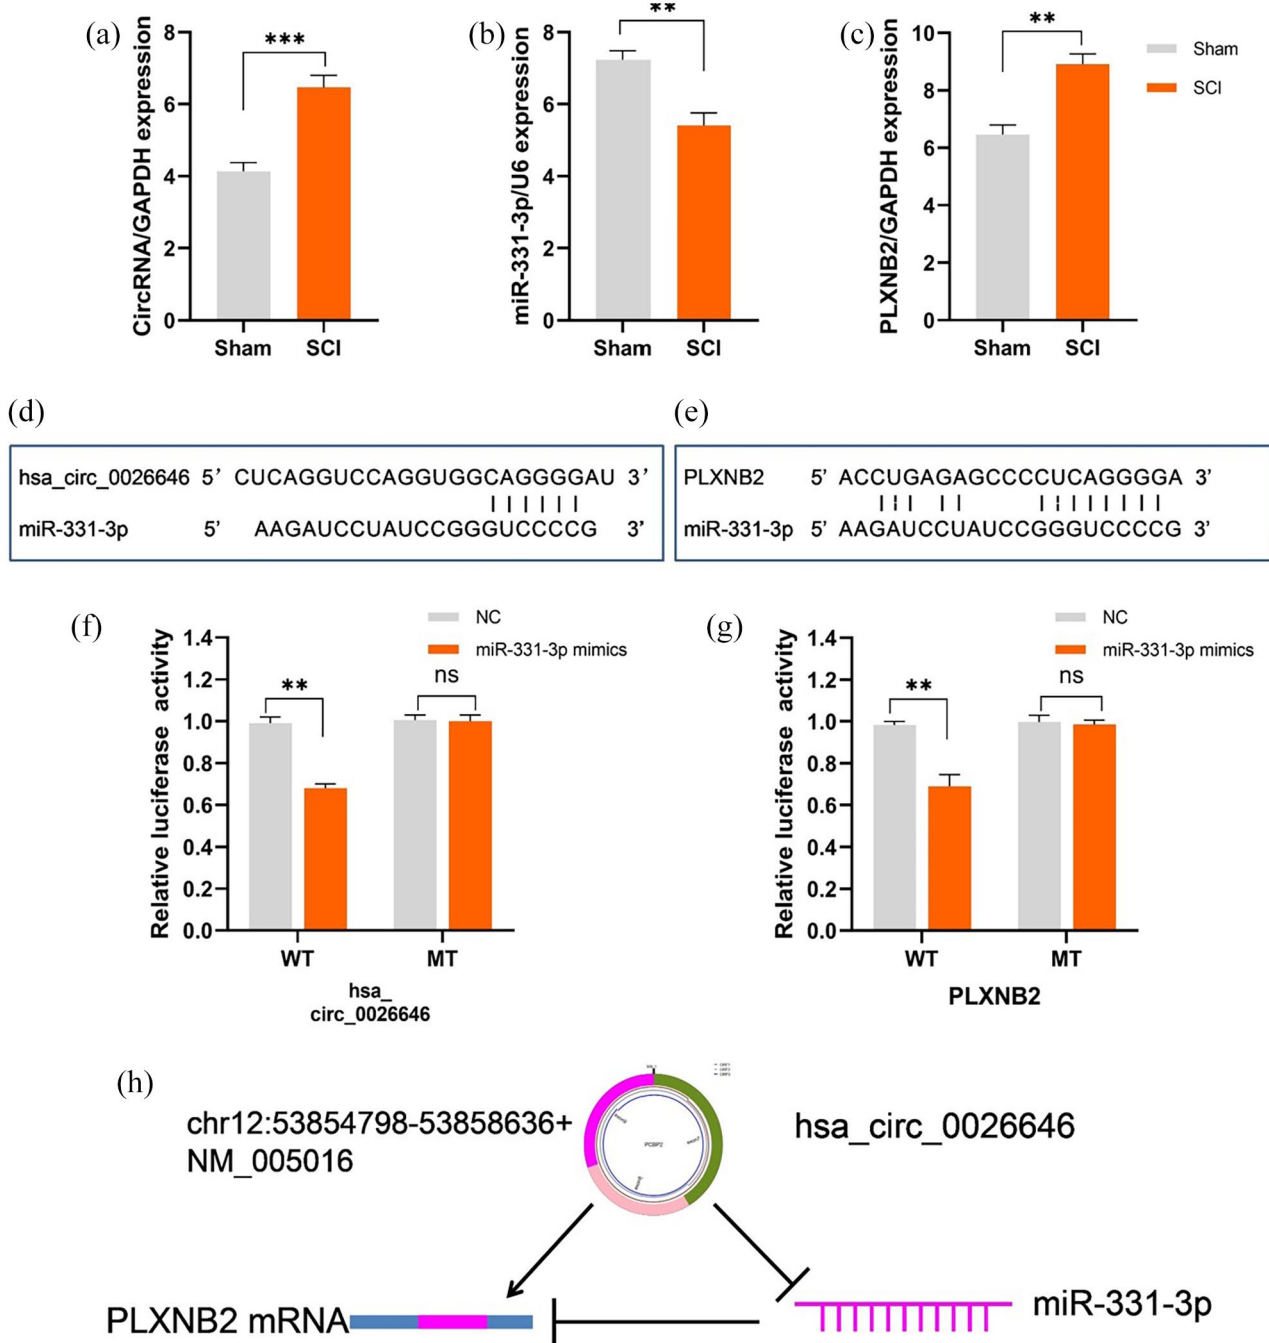 (a)
CircRNA/GAPDH expression
8
6
4
2
0
***
Sham
SCI
(b)
miR-331-3p/U6 expression
8
6
4
2
0
**
Sham
SCI
(c)
PLXNB2/GAPDH expression
10
8
6
4
2
0
**
Sham
SCI
Sham
SCI
(d)
hsa_circ_0026646 5' CUCAGGUCCAGGUGGCAGGGGAU 3'
miR-331-3p 5' AAGAUCCUAUCCGGGUCCCCG 3'
(e)
PLXNB2 5' ACCUGAGAGCCCCUCAGGGGA 3'
miR-331-3p 5' AAGAUCCUAUCCGGGUCCCCG 3'
(f)
NC
miR-331-3p mimics
Relative luciferase activity
1.4
1.2
1.0
0.8
0.6
0.4
0.2
0.0
**
ns
WT
MT
hsa_
circ_0026646
(g)
NC
miR-331-3p mimics
Relative luciferase activity
1.4
1.2
1.0
0.8
0.6
0.4
0.2
0.0
**
ns
WT
MT
PLXNB2
(h)
chr12:53854798-53858636+
NM_005016
PCBP2
hsa_circ_0026646
PLXNB2 mRNA
miR-331-3p